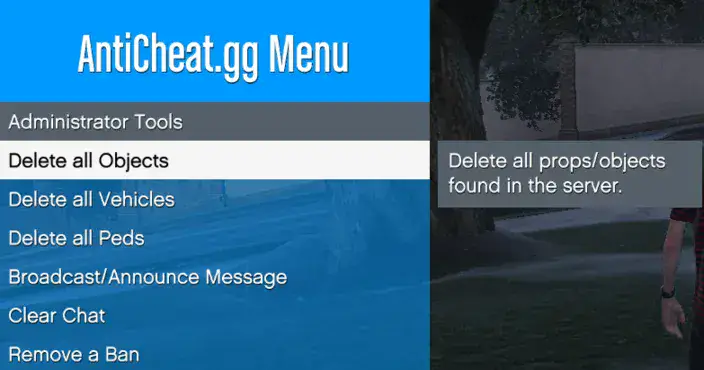 AntiCheat.gg Menu
Administrator Tools
Delete all Objects
Delete all props/objects
found in the server.
Delete all Vehicles
Delete all Peds
Broadcast/Announce Message
Clear Chat
Remove a Ban